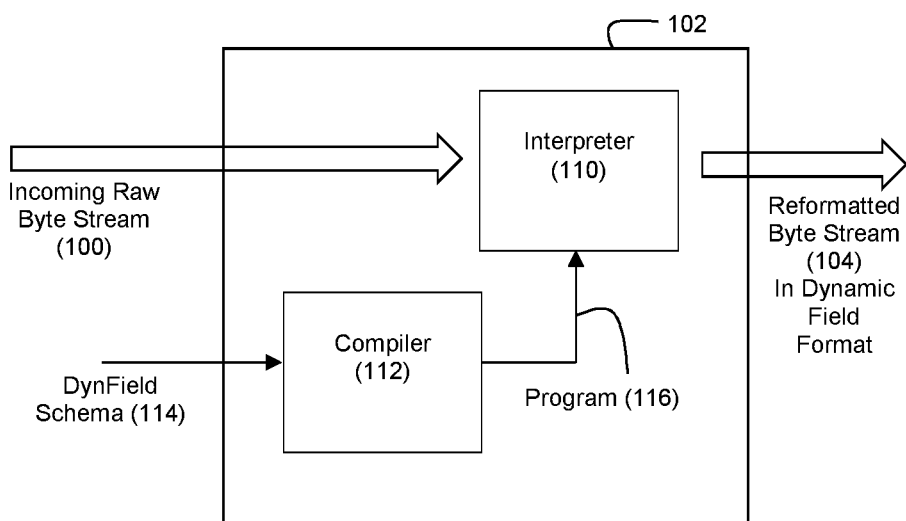 102
Interpreter
(110)
Incoming Raw
Byte Stream
(100)
Reformatted
Byte Stream
(104)
In Dynamic
Field
Format
Compiler
(112)
DynField
Schema (114)
Program (116)